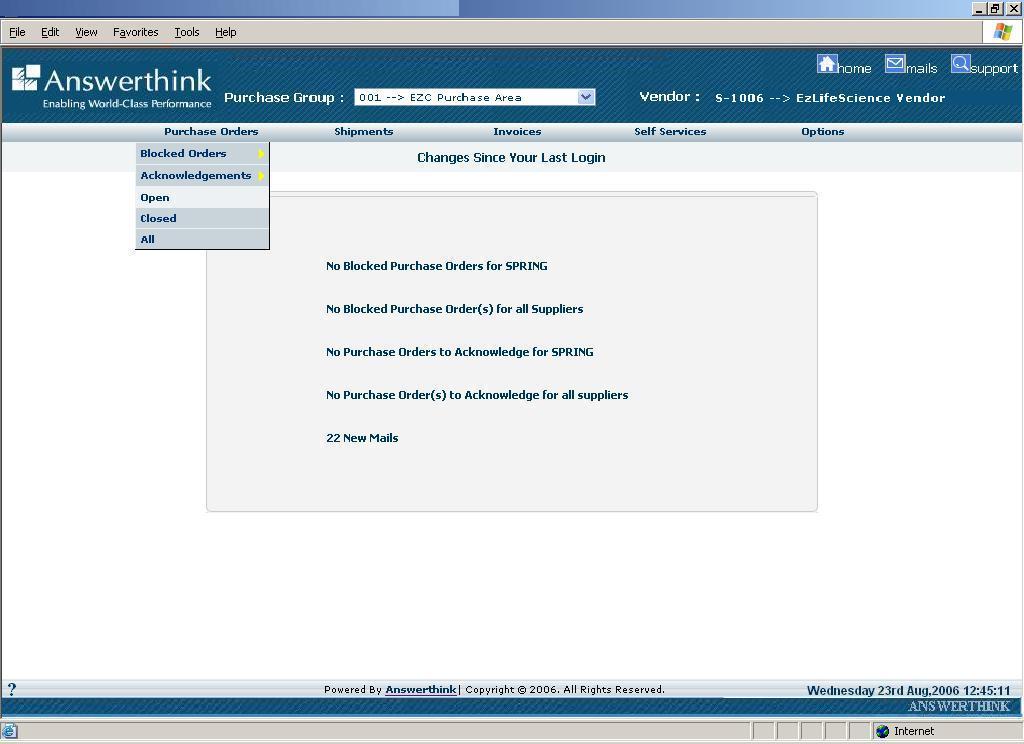 File Edit View Favorites Tools Help
Answerthink
Enabling World-Class Performance
Purchase Group : 001 --> EZC Purchase Area
Vendor : S-1006 --> EzLifeScience Vendor
home mails support
Purchase Orders Shipments Invoices Self Services Options
Blocked Orders
Acknowledgements
Open
Closed
All
Changes Since Your Last Login
No Blocked Purchase Orders for SPRING
No Blocked Purchase Order(s) for all Suppliers
No Purchase Orders to Acknowledge for SPRING
No Purchase Order(s) to Acknowledge for all suppliers
22 New Mails
? Powered By Answerthink| Copyright © 2006. All Rights Reserved. Wednesday 23rd Aug,2006 12:45:11
ANSWERTHINK
Internet